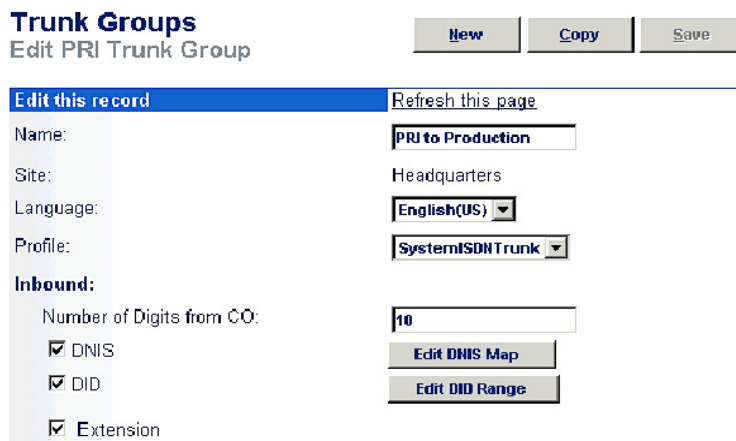 Trunk Groups
Edit PRI Trunk Group
New Copy Save
Edit this record Refresh this page
Name: PRI to Production
Site: Headquarters
Language: English(US)
Profile: SystemISDNTrunk
Inbound:
Number of Digits from CO: 10
DNIS Edit DNIS Map
DID Edit DID Range
Extension